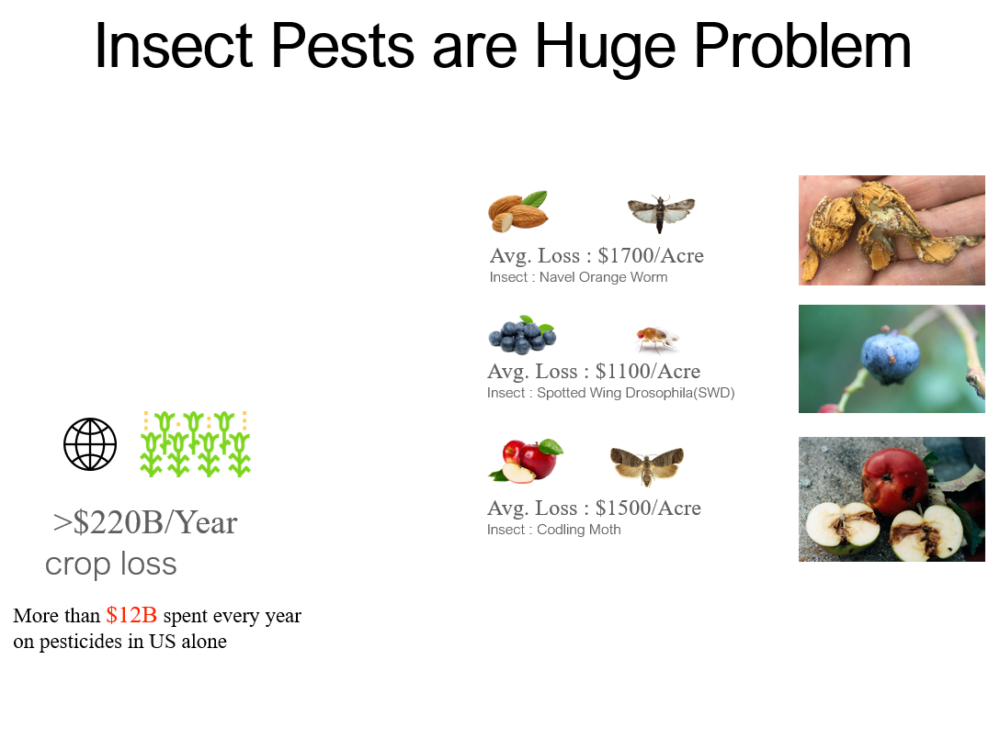 Insect Pests are Huge Problem
Avg. Loss : $1700/Acre
Insect : Navel Orange Worm
Avg. Loss : $1100/Acre
Insect : Spotted Wing Drosophila(SWD)
Avg. Loss : $1500/Acre
Insect : Codling Moth
>$220B/Year
crop loss
More than $12B spent every year
on pesticides in US alone